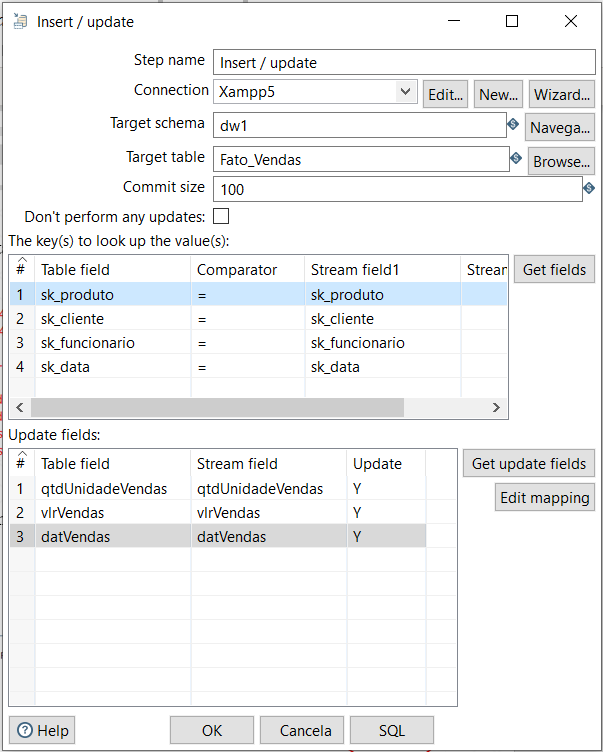 Insert / update
Step name Insert / update
Connection Xampp5 Edit... New... Wizard...
Target schema dw1 Navega...
Target table Fato_Vendas Browse...
Commit size 100
Don't perform any updates:
The key(s) to look up the value(s):
# Table field Comparator Stream field1 Stream Get fields
1 sk_produto = sk_produto
2 sk_cliente = sk_cliente
3 sk_funcionario = sk_funcionario
4 sk_data = sk_data
Update fields:
# Table field Stream field Update Get update fields
1 qtdUnidadeVendas qtdUnidadeVendas Y Edit mapping
2 vlrVendas vlrVendas Y
3 datVendas datVendas Y
Help OK Cancela SQL